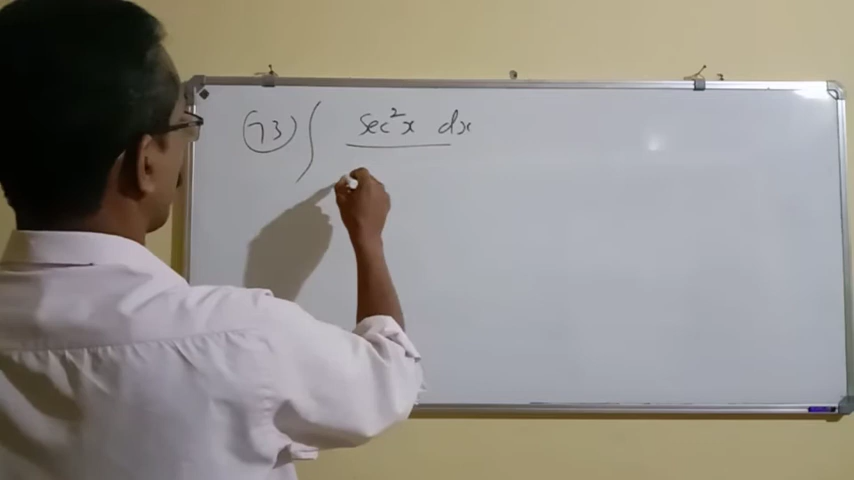 73) ∫ sec²x dx